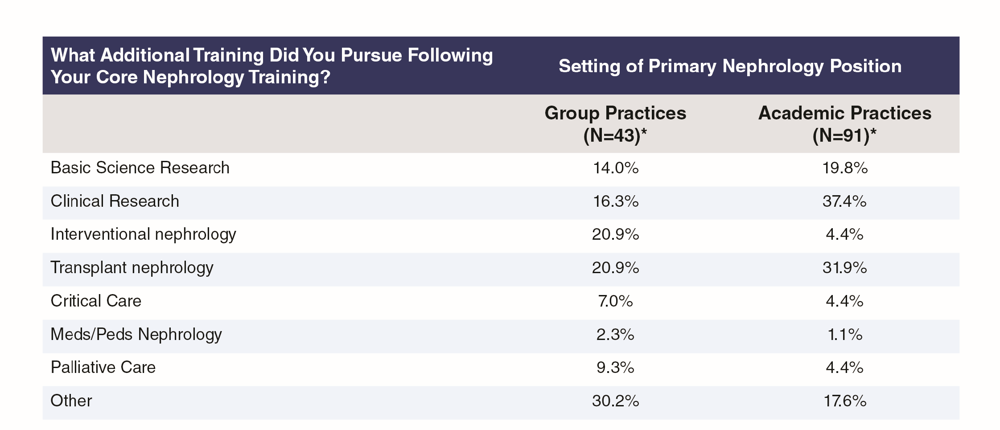 What Additional Training Did You Pursue Following
Your Core Nephrology Training?
Setting of Primary Nephrology Position
Group Practices
(N=43)*
Academic Practices
(N=91)*
Basic Science Research 14.0% 19.8%
Clinical Research 16.3% 37.4%
Interventional nephrology 20.9% 4.4%
Transplant nephrology 20.9% 31.9%
Critical Care 7.0% 4.4%
Meds/Peds Nephrology 2.3% 1.1%
Palliative Care 9.3% 4.4%
Other 30.2% 17.6%